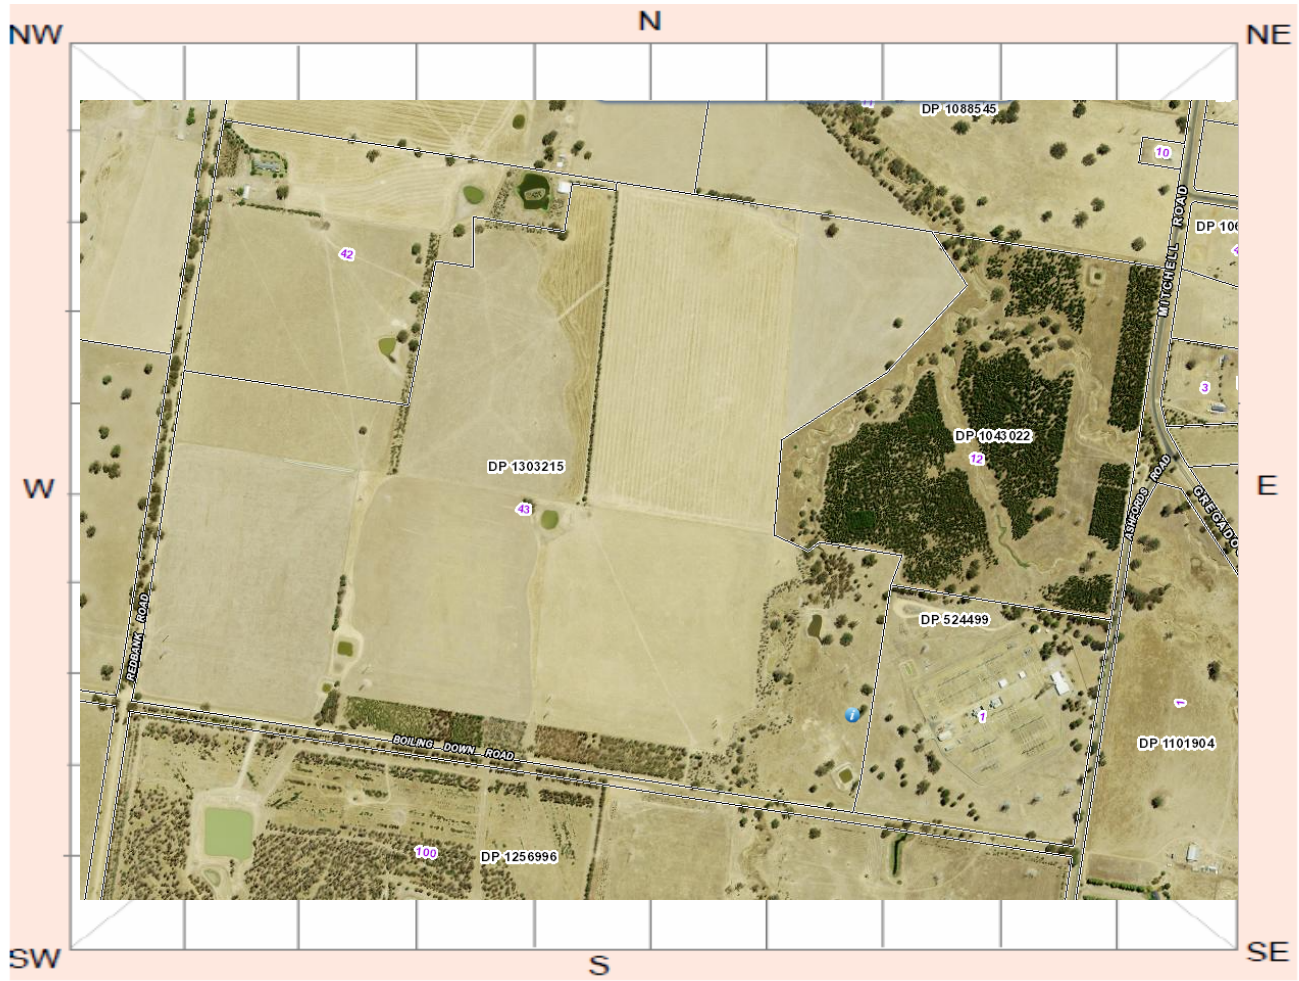 NW
N
NE
DP 1088545
10
MITCHELL ROAD
42
3
DP 1043022
12
DP 1303215
W
E
43
ASHFORDS ROAD
REDBANK ROAD
DP 524499
1
1
DP 1101904
BOILING DOWN ROAD
100
DP 1256996
SW
S
SE